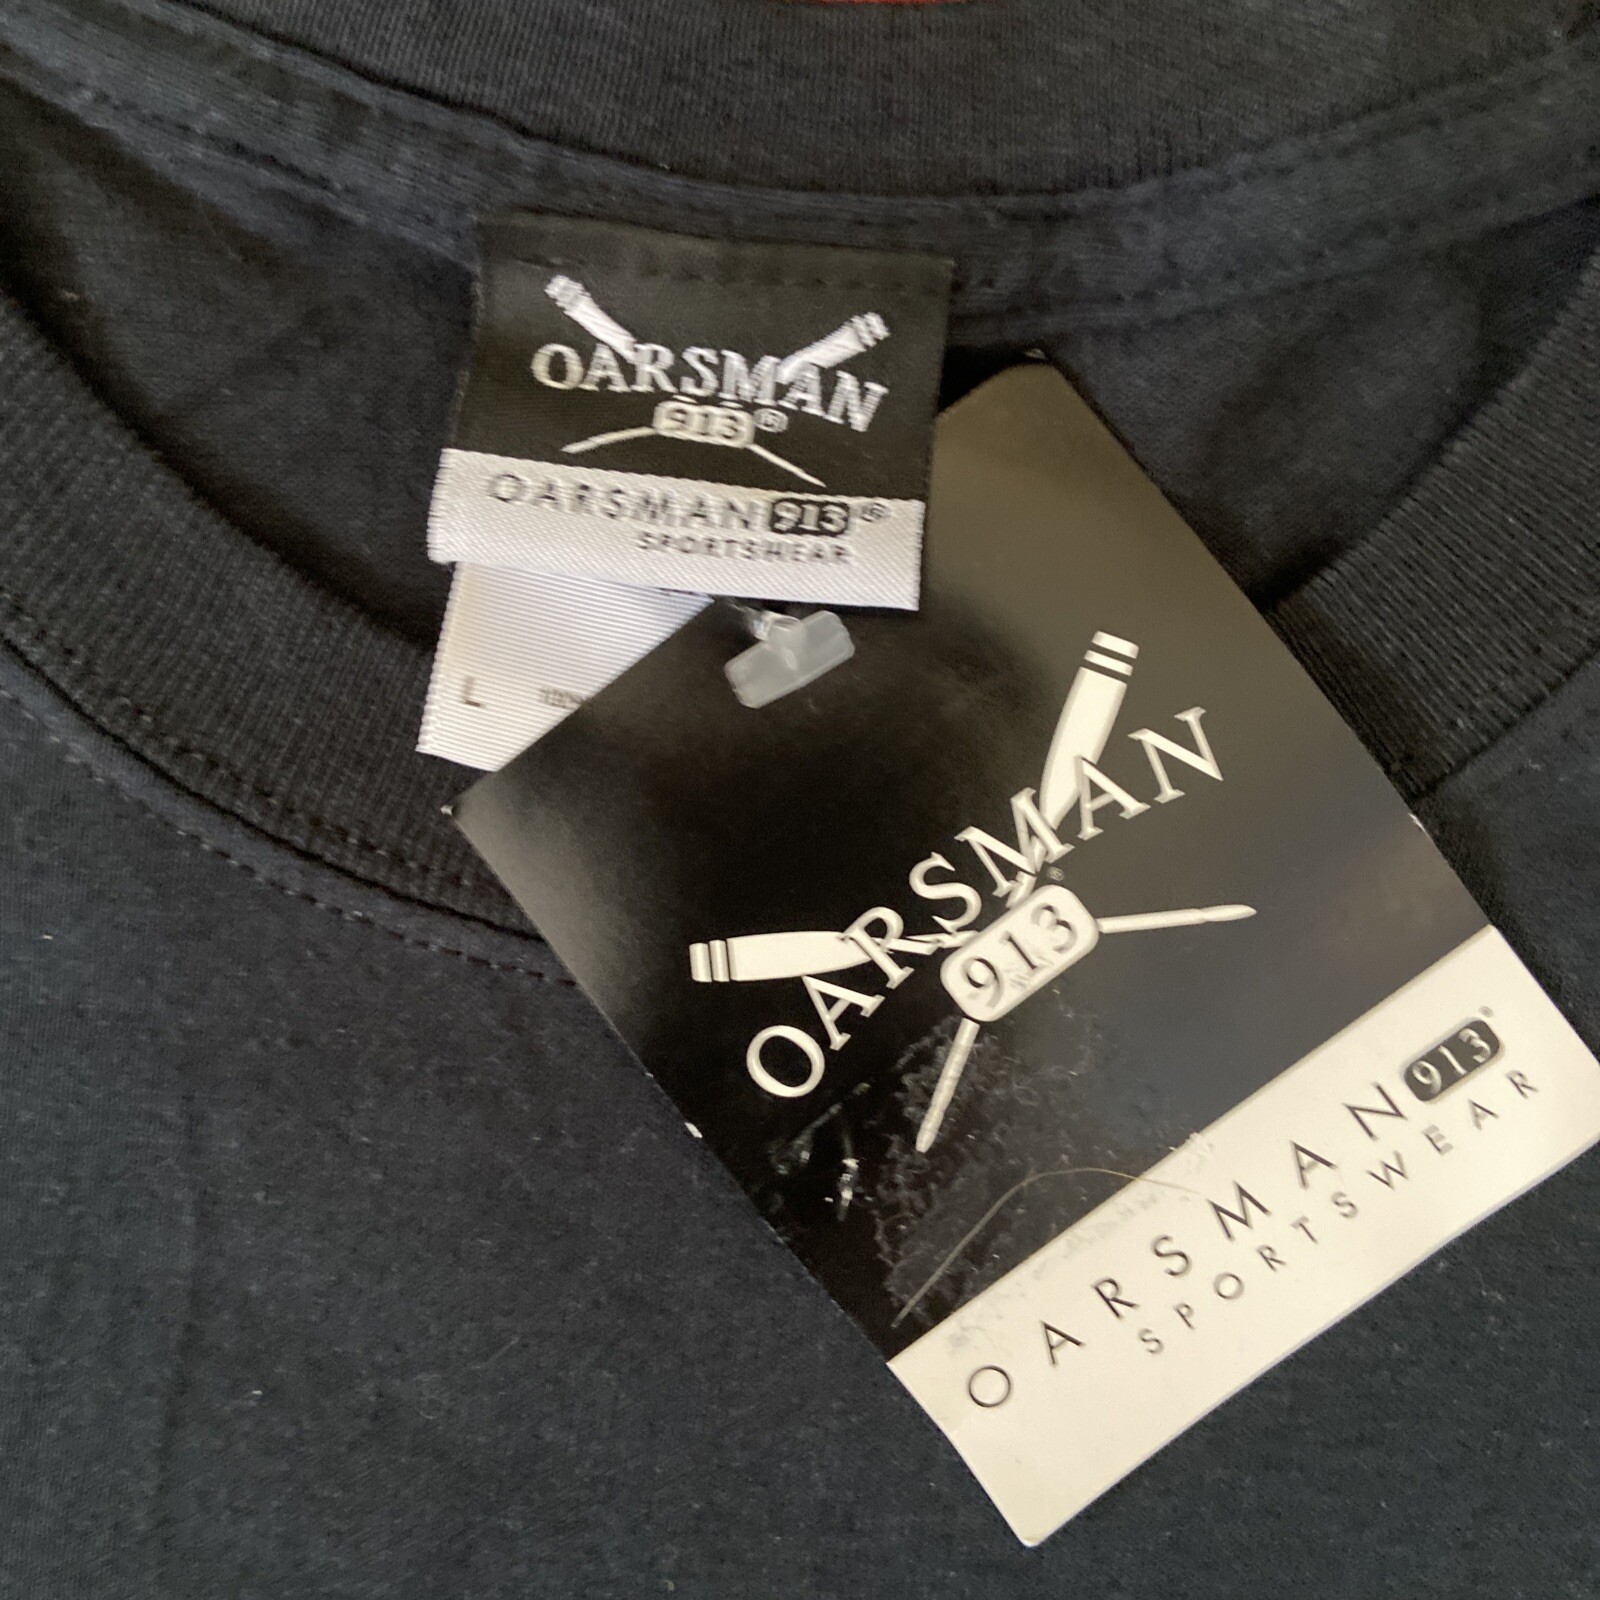 OARSMAN
913®
OARSMAN 913®
SPORTSWEAR
L
OARSMAN
®
913
OARSMAN 913®
SPORTSWEAR